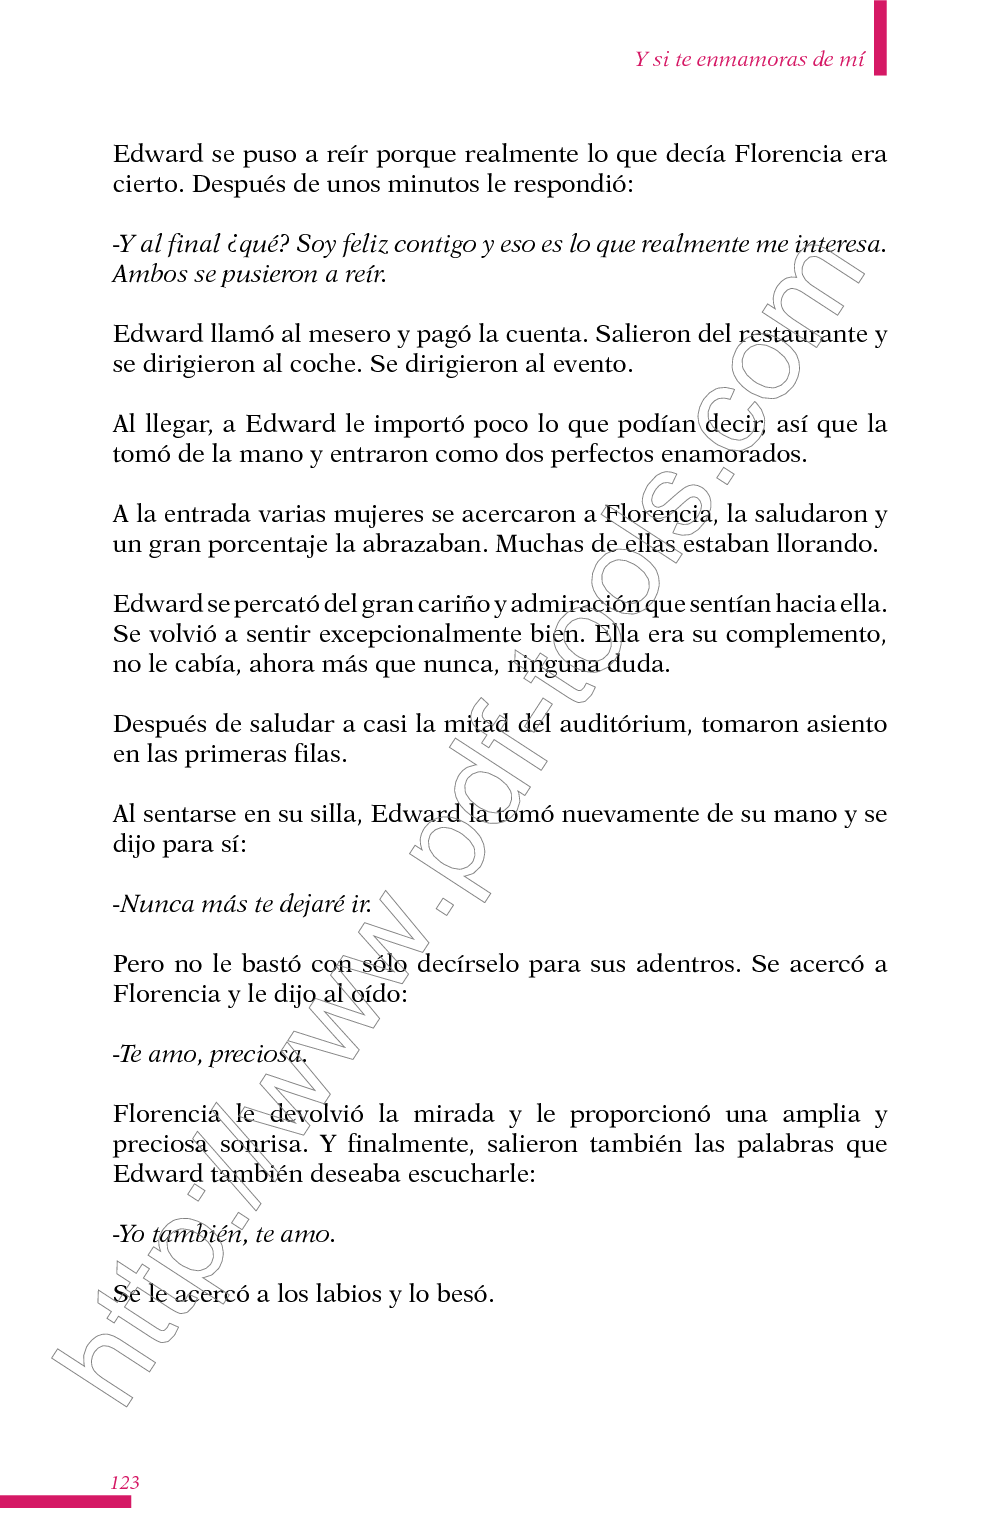 Y si te enmamoras de mí
Edward se puso a reír porque realmente lo que decía Florencia era
cierto. Después de unos minutos le respondió:
-Y al final ¿qué? Soy feliz contigo y eso es lo que realmente me interesa.
Ambos se pusieron a reír.
Edward llamó al mesero y pagó la cuenta. Salieron del restaurante y
se dirigieron al coche. Se dirigieron al evento.
Al llegar, a Edward le importó poco lo que podían decir, así que la
tomó de la mano y entraron como dos perfectos enamorados.
A la entrada varias mujeres se acercaron a Florencia, la saludaron y
un gran porcentaje la abrazaban. Muchas de ellas estaban llorando.
Edward se percató del gran cariño y admiración que sentían hacia ella.
Se volvió a sentir excepcionalmente bien. Ella era su complemento,
no le cabía, ahora más que nunca, ninguna duda.
Después de saludar a casi la mitad del auditórium, tomaron asiento
en las primeras filas.
Al sentarse en su silla, Edward la tomó nuevamente de su mano y se
dijo para sí:
-Nunca más te dejaré ir.
Pero no le bastó con sólo decírselo para sus adentros. Se acercó a
Florencia y le dijo al oído:
-Te amo, preciosa.
Florencia le devolvió la mirada y le proporcionó una amplia y
preciosa sonrisa. Y finalmente, salieron también las palabras que
Edward también deseaba escucharle:
-Yo también, te amo.
Se le acercó a los labios y lo besó.
123
http://www.pdf-tools.com